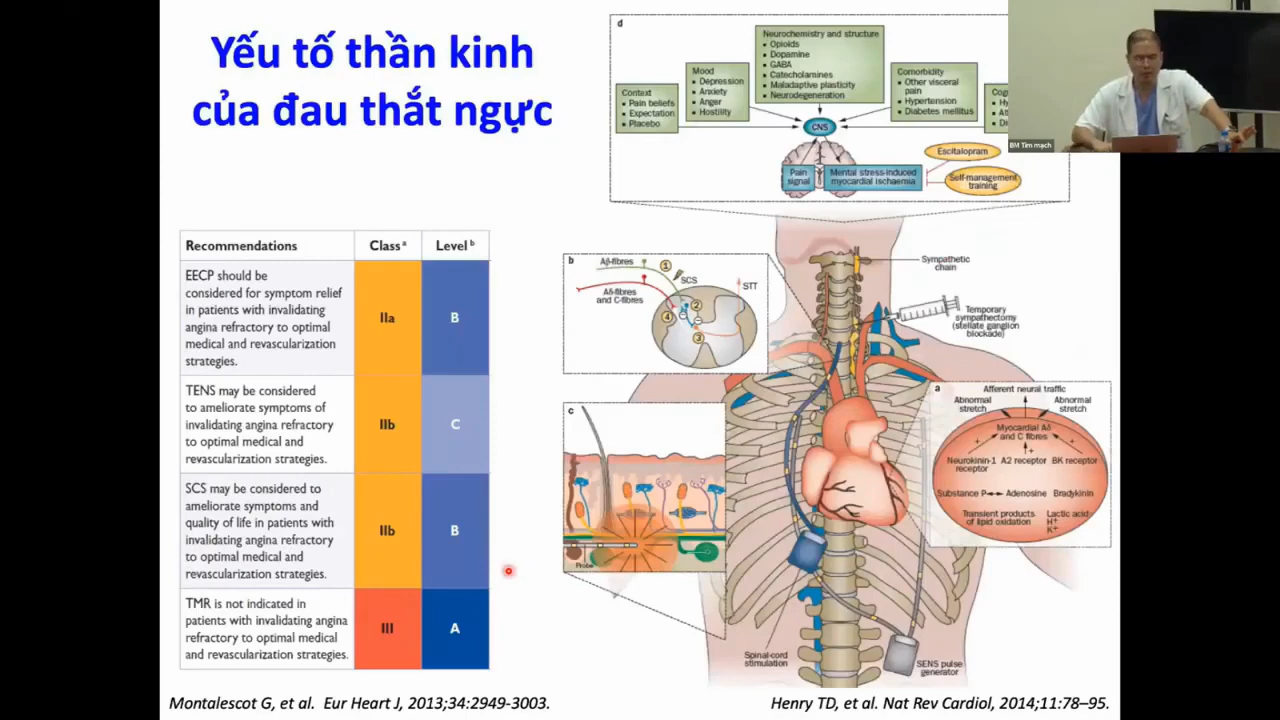 Yếu tố thần kinh
của đau thắt ngực
Recommendations
Class a
Level b
EECP should be
considered for symptom relief
in patients with invalidating
angina refractory to optimal
medical and revascularization
strategies.
IIa
B
TENS may be considered
to ameliorate symptoms of
invalidating angina refractory
to optimal medical and
revascularization strategies.
IIb
C
SCS may be considered to
ameliorate symptoms and
quality of life in patients with
invalidating angina refractory
to optimal medical and
revascularization strategies.
IIb
B
TMR is not indicated in
patients with invalidating angina
refractory to optimal medical
and revascularization strategies.
III
A
Montalescot G, et al. Eur Heart J, 2013;34:2949-3003.
d
Context
▪ Pain beliefs
▪ Expectation
▪ Placebo
Mood
▪ Depression
▪ Anxiety
▪ Anger
▪ Hostility
Neurochemistry and structure
▪ Opioids
▪ Dopamine
▪ GABA
▪ Catecholamines
▪ Maladaptive plasticity
▪ Neurodegeneration
Comorbidity
▪ Other visceral
pain
▪ Hypertension
▪ Diabetes mellitus
CNS
Pain
signal
Mental stress-induced
myocardial ischaemia
Escitalopram
Self-management
training
BM Tim mạch
Sympathetic
chain
Temporary
sympathectomy
(stellate ganglion
blockade)
b
Aβ-fibres
1
SCS
STT
Aδ-fibres
and C-fibres
2
4
3
c
Probe
a
Afferent neural traffic
Abnormal
stretch
Abnormal
stretch
Myocardial Aδ
and C fibres
+
+
+
Neurokinin-1
receptor
A2 receptor
BK receptor
Substance P
Adenosine
Bradykinin
Transient products
of lipid oxidation
Lactic acid;
H+
K+
Spinal-cord
stimulation
SENS pulse
generator
Henry TD, et al. Nat Rev Cardiol, 2014;11:78–95.